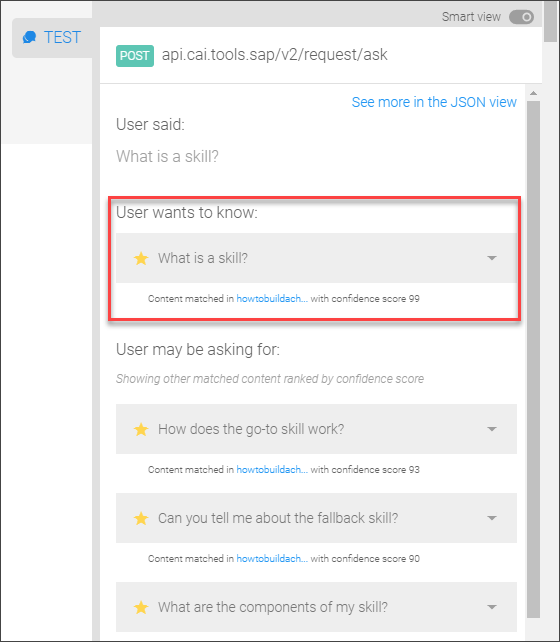 Smart view
TEST
POST api.cai.tools.sap/v2/request/ask
See more in the JSON view
User said:
What is a skill?
User wants to know:
What is a skill?
Content matched in howtobuildach... with confidence score 99
User may be asking for:
Showing other matched content ranked by confidence score
How does the go-to skill work?
Content matched in howtobuildach... with confidence score 93
Can you tell me about the fallback skill?
Content matched in howtobuildach... with confidence score 90
What are the components of my skill?